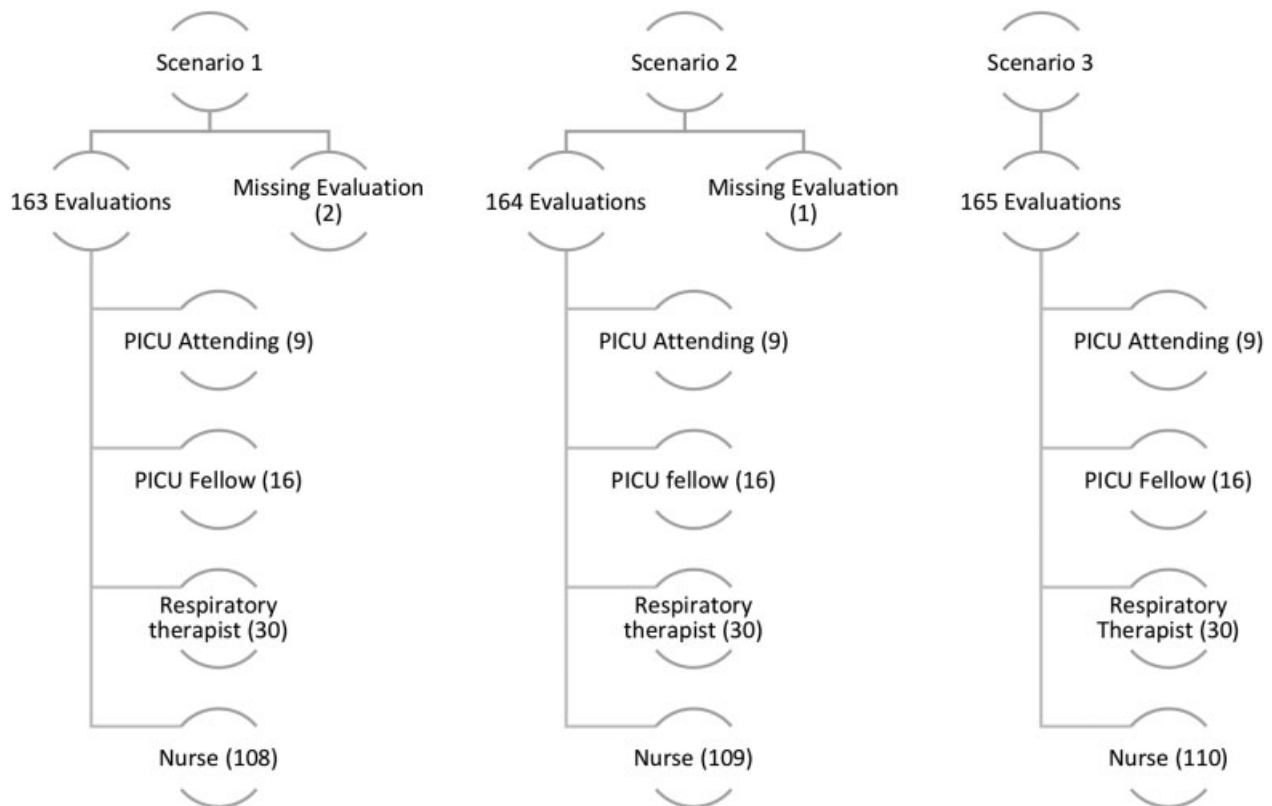 Scenario 1
163 Evaluations
Missing Evaluation
(2)
PICU Attending (9)
PICU Fellow (16)
Respiratory
therapist (30)
Nurse (108)
Scenario 2
164 Evaluations
Missing Evaluation
(1)
PICU Attending (9)
PICU fellow (16)
Respiratory
therapist (30)
Nurse (109)
Scenario 3
165 Evaluations
PICU Attending (9)
PICU Fellow (16)
Respiratory
Therapist (30)
Nurse (110)